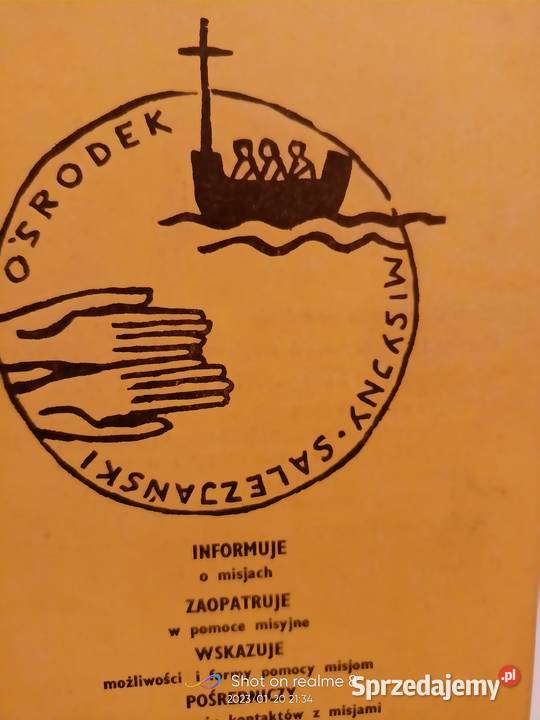 OŚRODEK MISYJNY · SALEZJAŃSKI
INFORMUJE
o misjach
ZAOPATRUJE
w pomoce misyjne
WSKAZUJE
możliwości i formy pomocy misjom
Shot on realme 8
POŚREDNICZY
2023/01/20 21:34
kontaktów z misjami
Sprzedajemy.pl